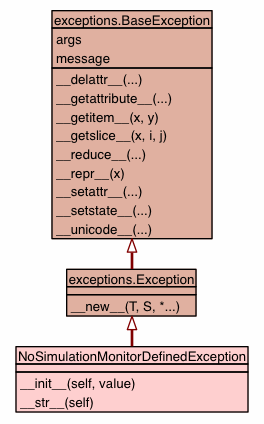 exceptions.BaseException
args
message
__delattr__(...)
__getattribute__(...)
__getitem__(x, y)
__getslice__(x, i, j)
__reduce__(...)
__repr__(x)
__setattr__(...)
__setstate__(...)
__unicode__(...)
exceptions.Exception
__new__(T, S, *...)
NoSimulationMonitorDefinedException
__init__(self, value)
__str__(self)